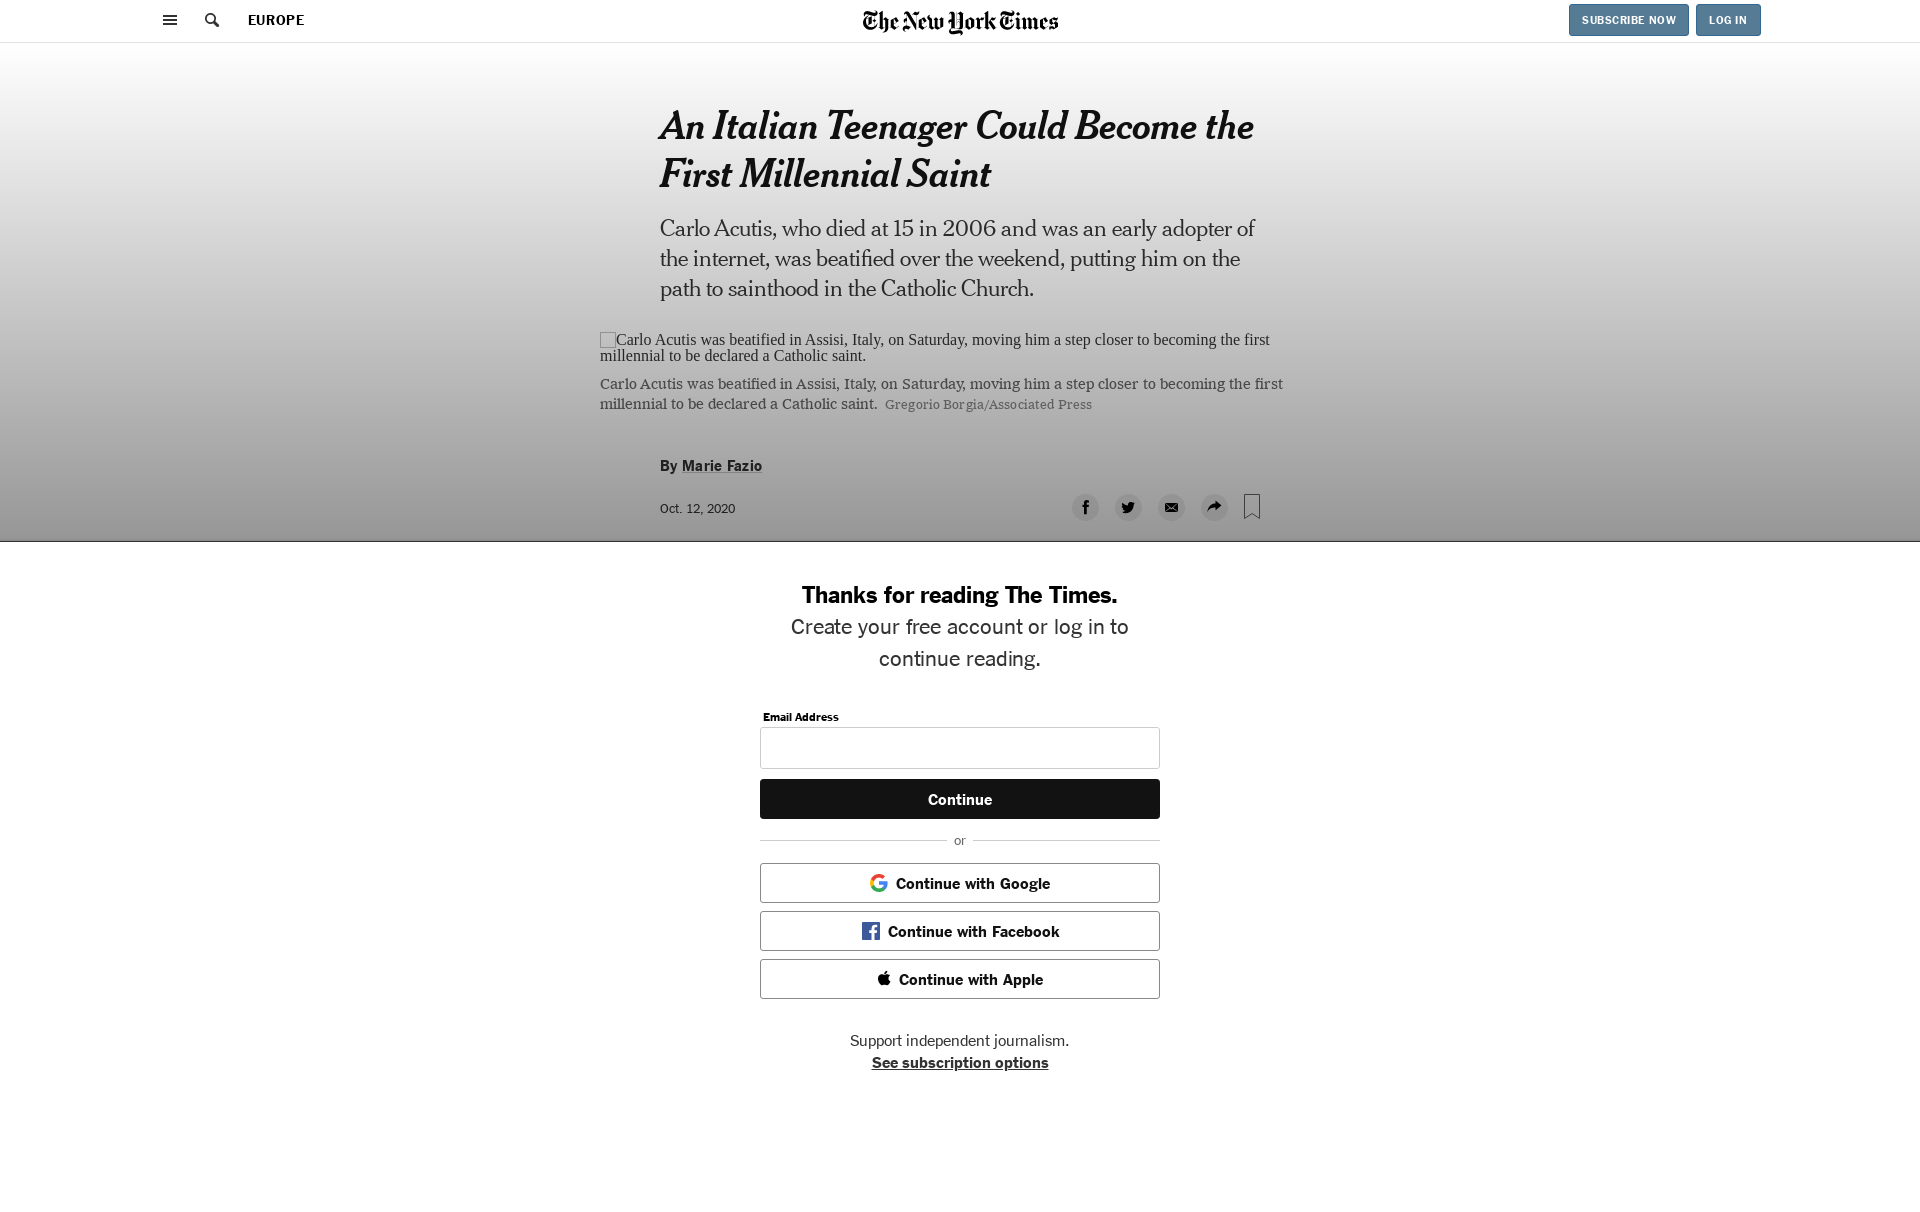 EUROPE
The New York Times
SUBSCRIBE NOW
LOG IN
An Italian Teenager Could Become the
First Millennial Saint
Carlo Acutis, who died at 15 in 2006 and was an early adopter of
the internet, was beatified over the weekend, putting him on the
path to sainthood in the Catholic Church.
Carlo Acutis was beatified in Assisi, Italy, on Saturday, moving him a step closer to becoming the first
millennial to be declared a Catholic saint.
Carlo Acutis was beatified in Assisi, Italy, on Saturday, moving him a step closer to becoming the first
millennial to be declared a Catholic saint. Gregorio Borgia/Associated Press
By Marie Fazio
Oct. 12, 2020
Thanks for reading The Times.
Create your free account or log in to
continue reading.
Email Address
Continue
or
Continue with Google
Continue with Facebook
Continue with Apple
Support independent journalism.
See subscription options